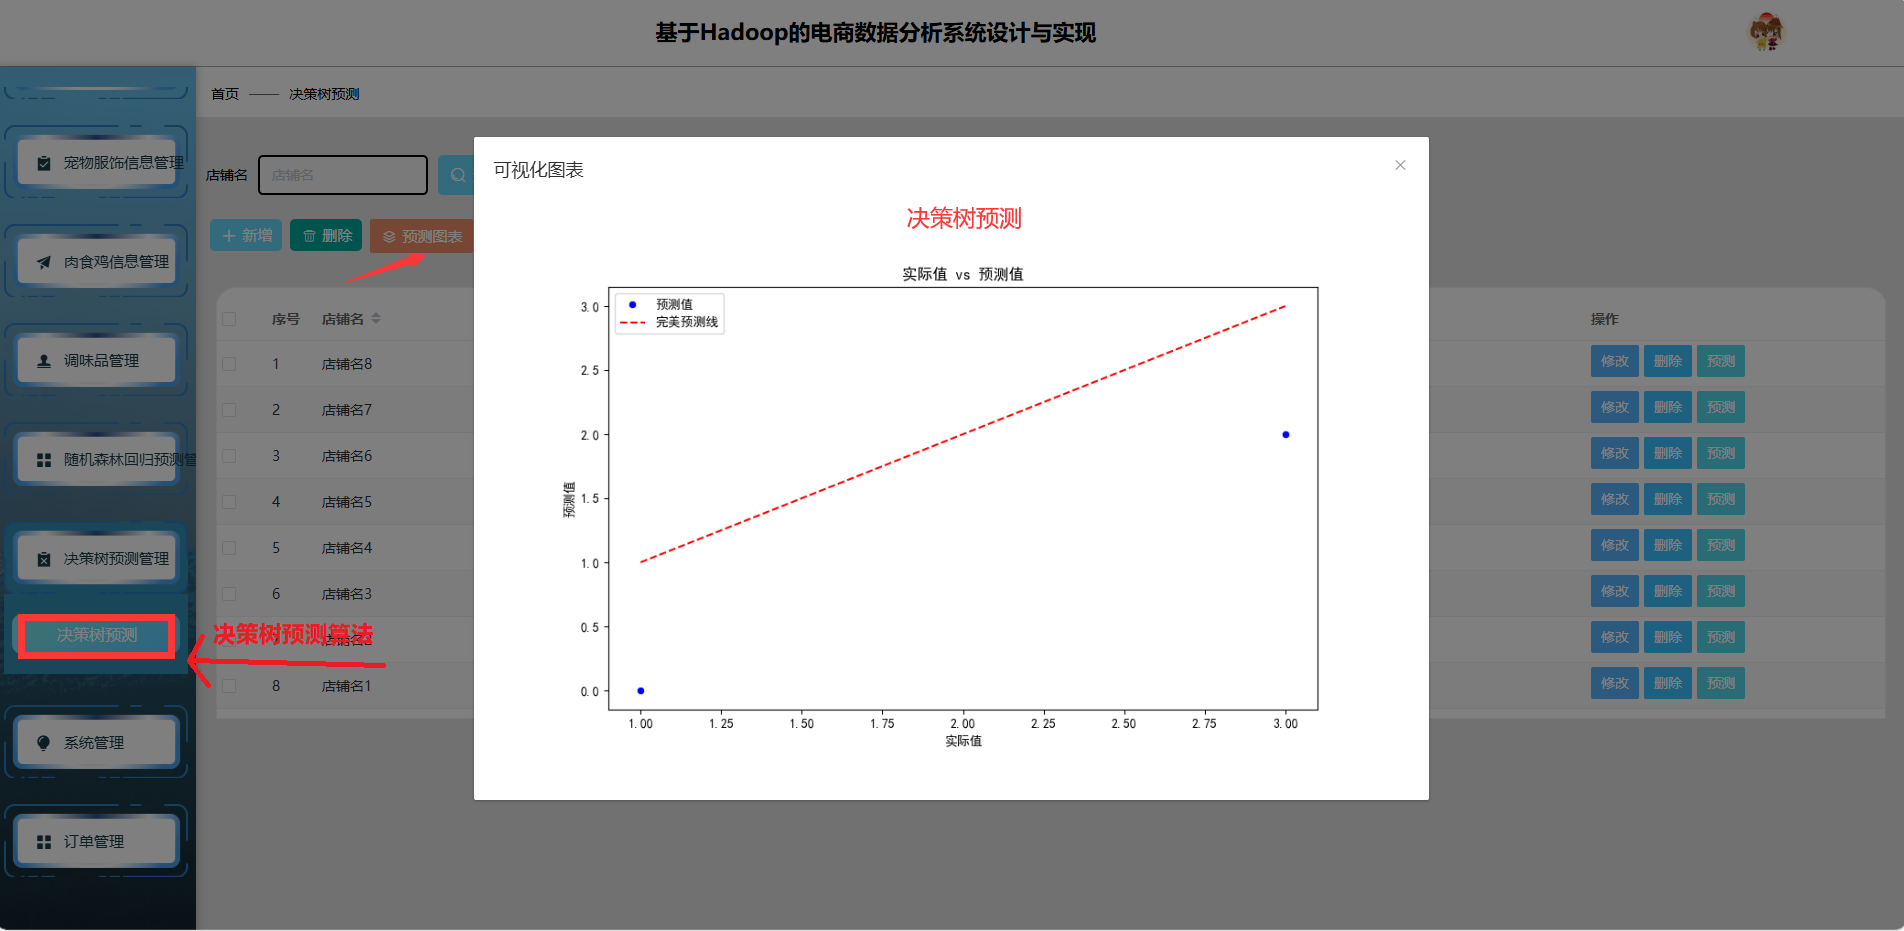 基于Hadoop的电商数据分析系统设计与实现
首页 决策树预测
宠物服饰信息管理
肉食鸡信息管理
调味品管理
随机森林回归预测管
决策树预测管理
决策树预测
系统管理
订单管理
店铺名 店铺名
新增 删除 预测图表
序号 店铺名 操作
1 店铺名8 修改 删除 预测
2 店铺名7 修改 删除 预测
3 店铺名6 修改 删除 预测
4 店铺名5 修改 删除 预测
5 店铺名4 修改 删除 预测
6 店铺名3 修改 删除 预测
店铺名2 修改 删除 预测
8 店铺名1 修改 删除 预测
决策树预测算法
可视化图表
决策树预测
实际值 vs 预测值
预测值
完美预测线
3.0
2.5
2.0
1.5
1.0
0.5
0.0
预测值
1.00 1.25 1.50 1.75 2.00 2.25 2.50 2.75 3.00
实际值